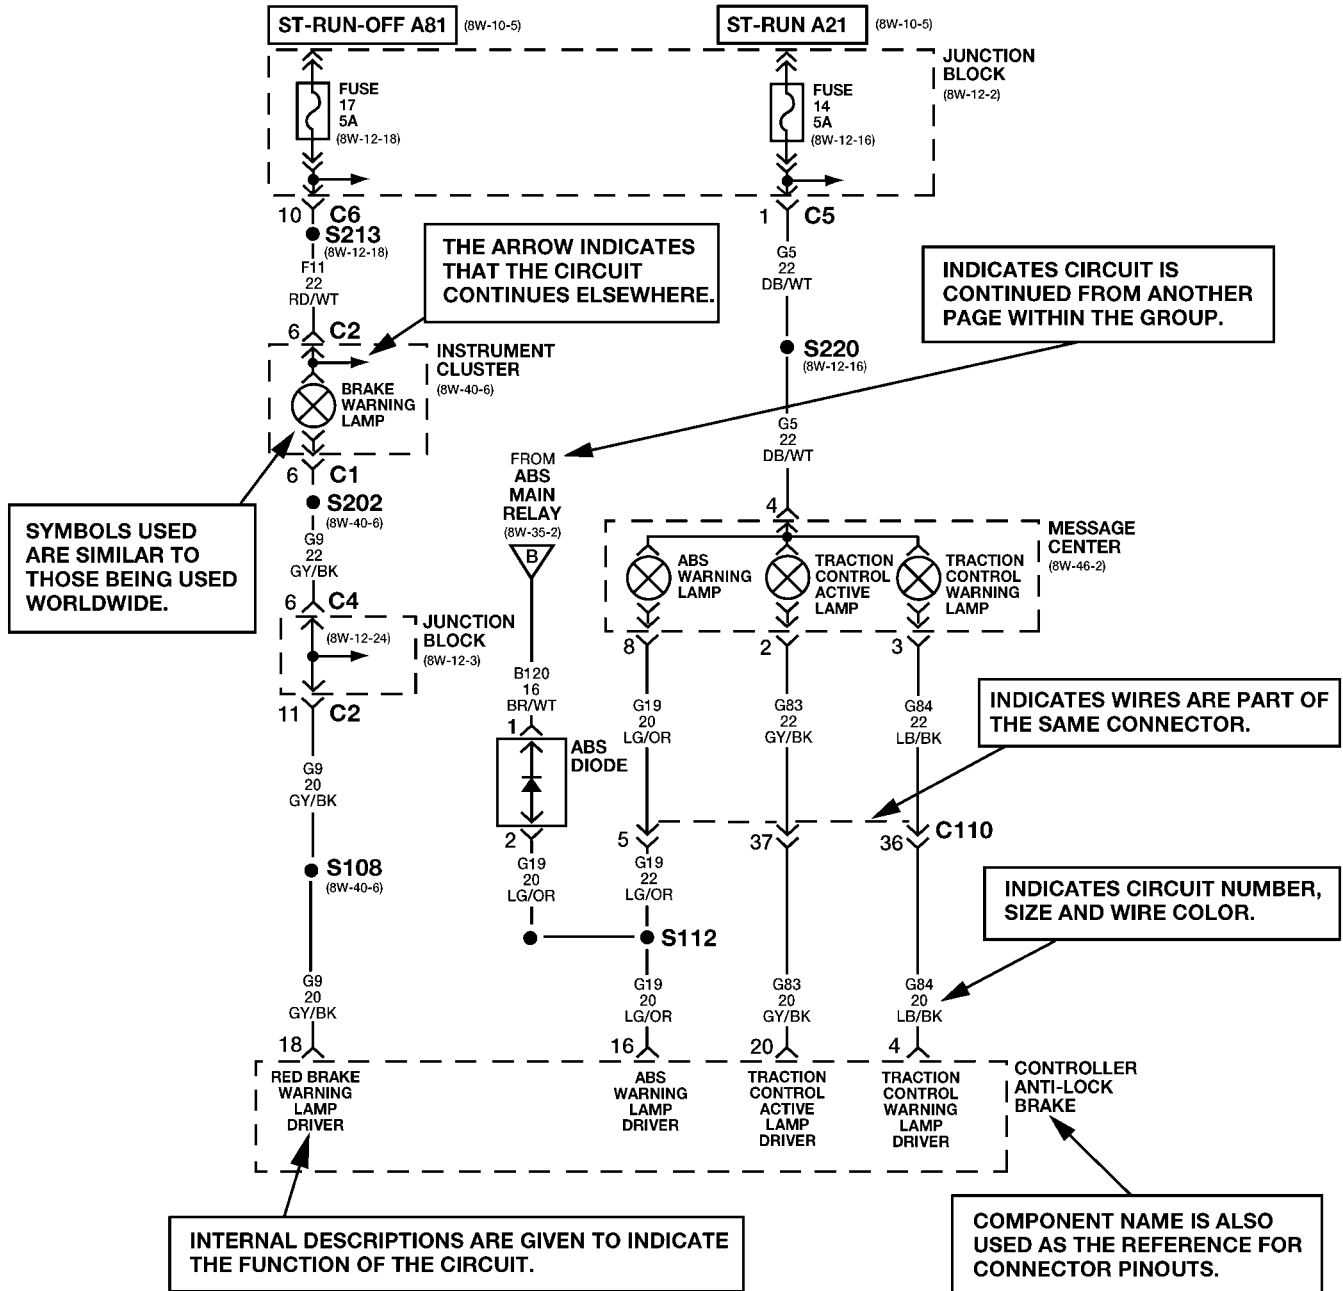 ST-RUN-OFF A81
(8W-10-5)
ST-RUN A21
(8W-10-5)
JUNCTION
BLOCK
(8W-12-2)
FUSE
17
5A
(8W-12-18)
FUSE
14
5A
(8W-12-16)
10
C6
1
C5
S213
(8W-12-18)
F11
22
RD/WT
THE ARROW INDICATES
THAT THE CIRCUIT
CONTINUES ELSEWHERE.
G5
22
DB/WT
INDICATES CIRCUIT IS
CONTINUED FROM ANOTHER
PAGE WITHIN THE GROUP.
6
C2
INSTRUMENT
CLUSTER
(8W-40-6)
BRAKE
WARNING
LAMP
S220
(8W-12-16)
G5
22
DB/WT
6
C1
S202
(8W-40-6)
G9
22
GY/BK
SYMBOLS USED
ARE SIMILAR TO
THOSE BEING USED
WORLDWIDE.
FROM
ABS
MAIN
RELAY
(8W-35-2)
B
4
MESSAGE
CENTER
(8W-46-2)
ABS
WARNING
LAMP
TRACTION
CONTROL
ACTIVE
LAMP
TRACTION
CONTROL
WARNING
LAMP
6
C4
(8W-12-24)
JUNCTION
BLOCK
(8W-12-3)
8
2
3
11
C2
B120
16
BR/WT
G19
20
LG/OR
G83
22
GY/BK
G84
22
LB/BK
INDICATES WIRES ARE PART OF
THE SAME CONNECTOR.
1
ABS
DIODE
G9
20
GY/BK
2
5
37
36
C110
S108
(8W-40-6)
G19
20
LG/OR
G19
22
LG/OR
INDICATES CIRCUIT NUMBER,
SIZE AND WIRE COLOR.
S112
G9
20
GY/BK
G19
20
LG/OR
G83
20
GY/BK
G84
20
LB/BK
18
16
20
4
RED BRAKE
WARNING
LAMP
DRIVER
ABS
WARNING
LAMP
DRIVER
TRACTION
CONTROL
ACTIVE
LAMP
DRIVER
TRACTION
CONTROL
WARNING
LAMP
DRIVER
CONTROLLER
ANTI-LOCK
BRAKE
INTERNAL DESCRIPTIONS ARE GIVEN TO INDICATE
THE FUNCTION OF THE CIRCUIT.
COMPONENT NAME IS ALSO
USED AS THE REFERENCE FOR
CONNECTOR PINOUTS.